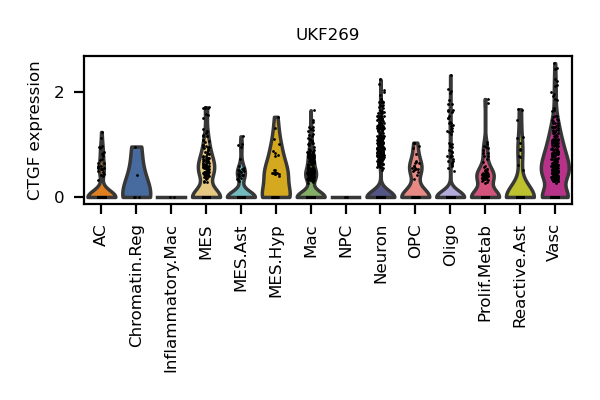 UKF269
CTGF expression
2
0
AC
Chromatin.Reg
Inflammatory.Mac
MES
MES.Ast
MES.Hyp
Mac
NPC
Neuron
OPC
Oligo
Prolif.Metab
Reactive.Ast
Vasc